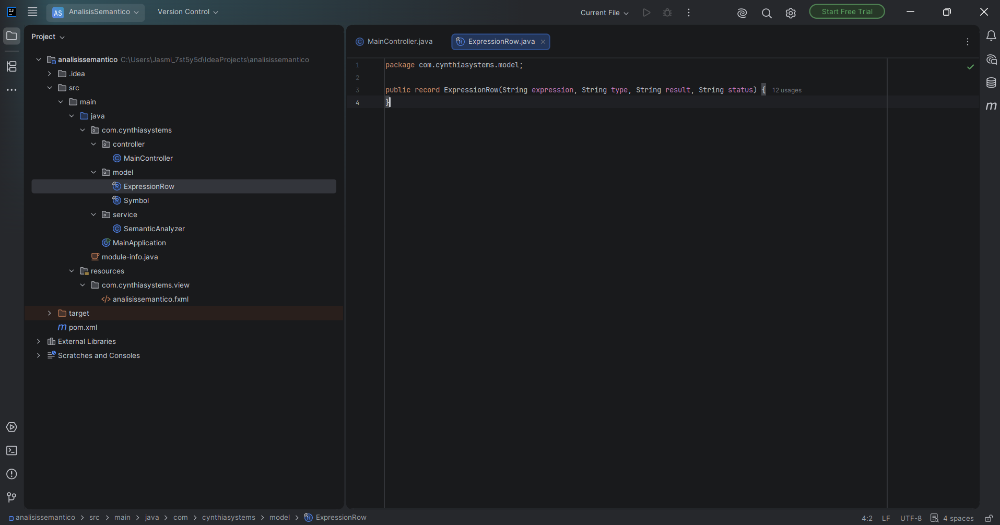 AS AnalisisSemantico Version Control Current File Start Free Trial
Project
analisissemantico C:\Users\Jasmi_7st5y5d\IdeaProjects\analisissemantico
.idea
src
main
java
com.cynthiasystems
controller
MainController
model
ExpressionRow
Symbol
service
SemanticAnalyzer
MainApplication
module-info.java
resources
com.cynthiasystems.view
analisissemantico.fxml
target
pom.xml
External Libraries
Scratches and Consoles
MainController.java ExpressionRow.java
1 package com.cynthiasystems.model;
2
3 public record ExpressionRow(String expression, String type, String result, String status) { 12 usages
4 }
analisissemantico > src > main > java > com > cynthiasystems > model > ExpressionRow 4:2 LF UTF-8 4 spaces